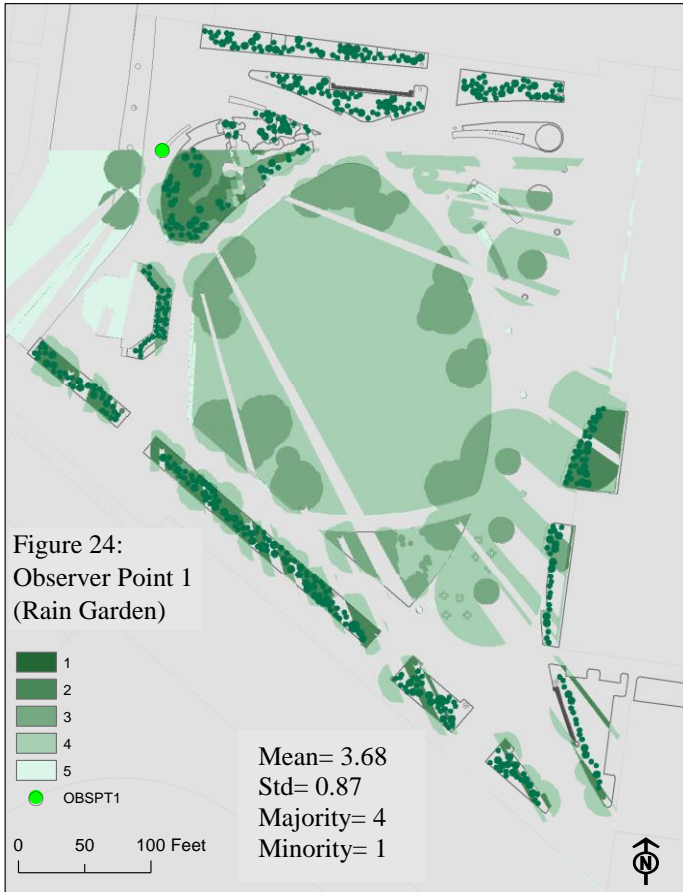 Figure 24:
Observer Point 1
(Rain Garden)
1
2
3
4
5
OBSPT1
0 50 100 Feet
Mean= 3.68
Std= 0.87
Majority= 4
Minority= 1
N